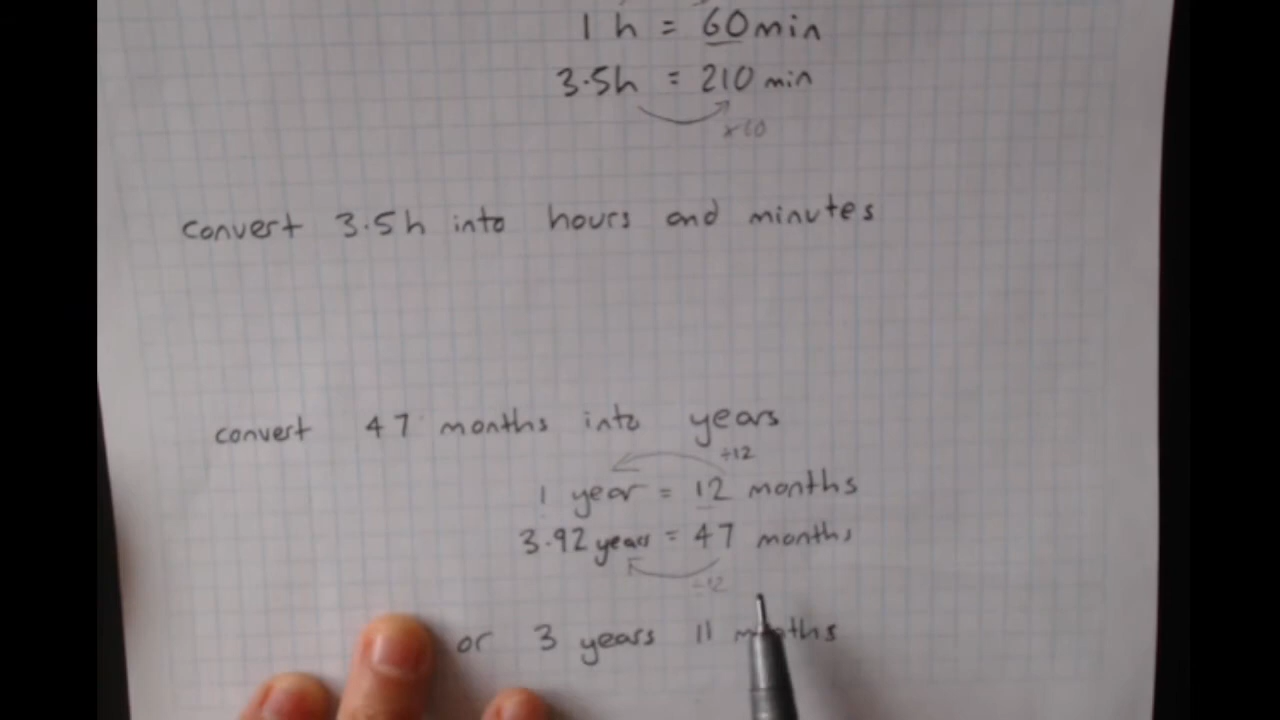 1 h = 60 min
3.5h = 210 min
×60
convert 3.5h into hours and minutes
convert 47 months into years
÷12
1 year = 12 months
3.92 years = 47 months
÷12
or 3 years 11 months